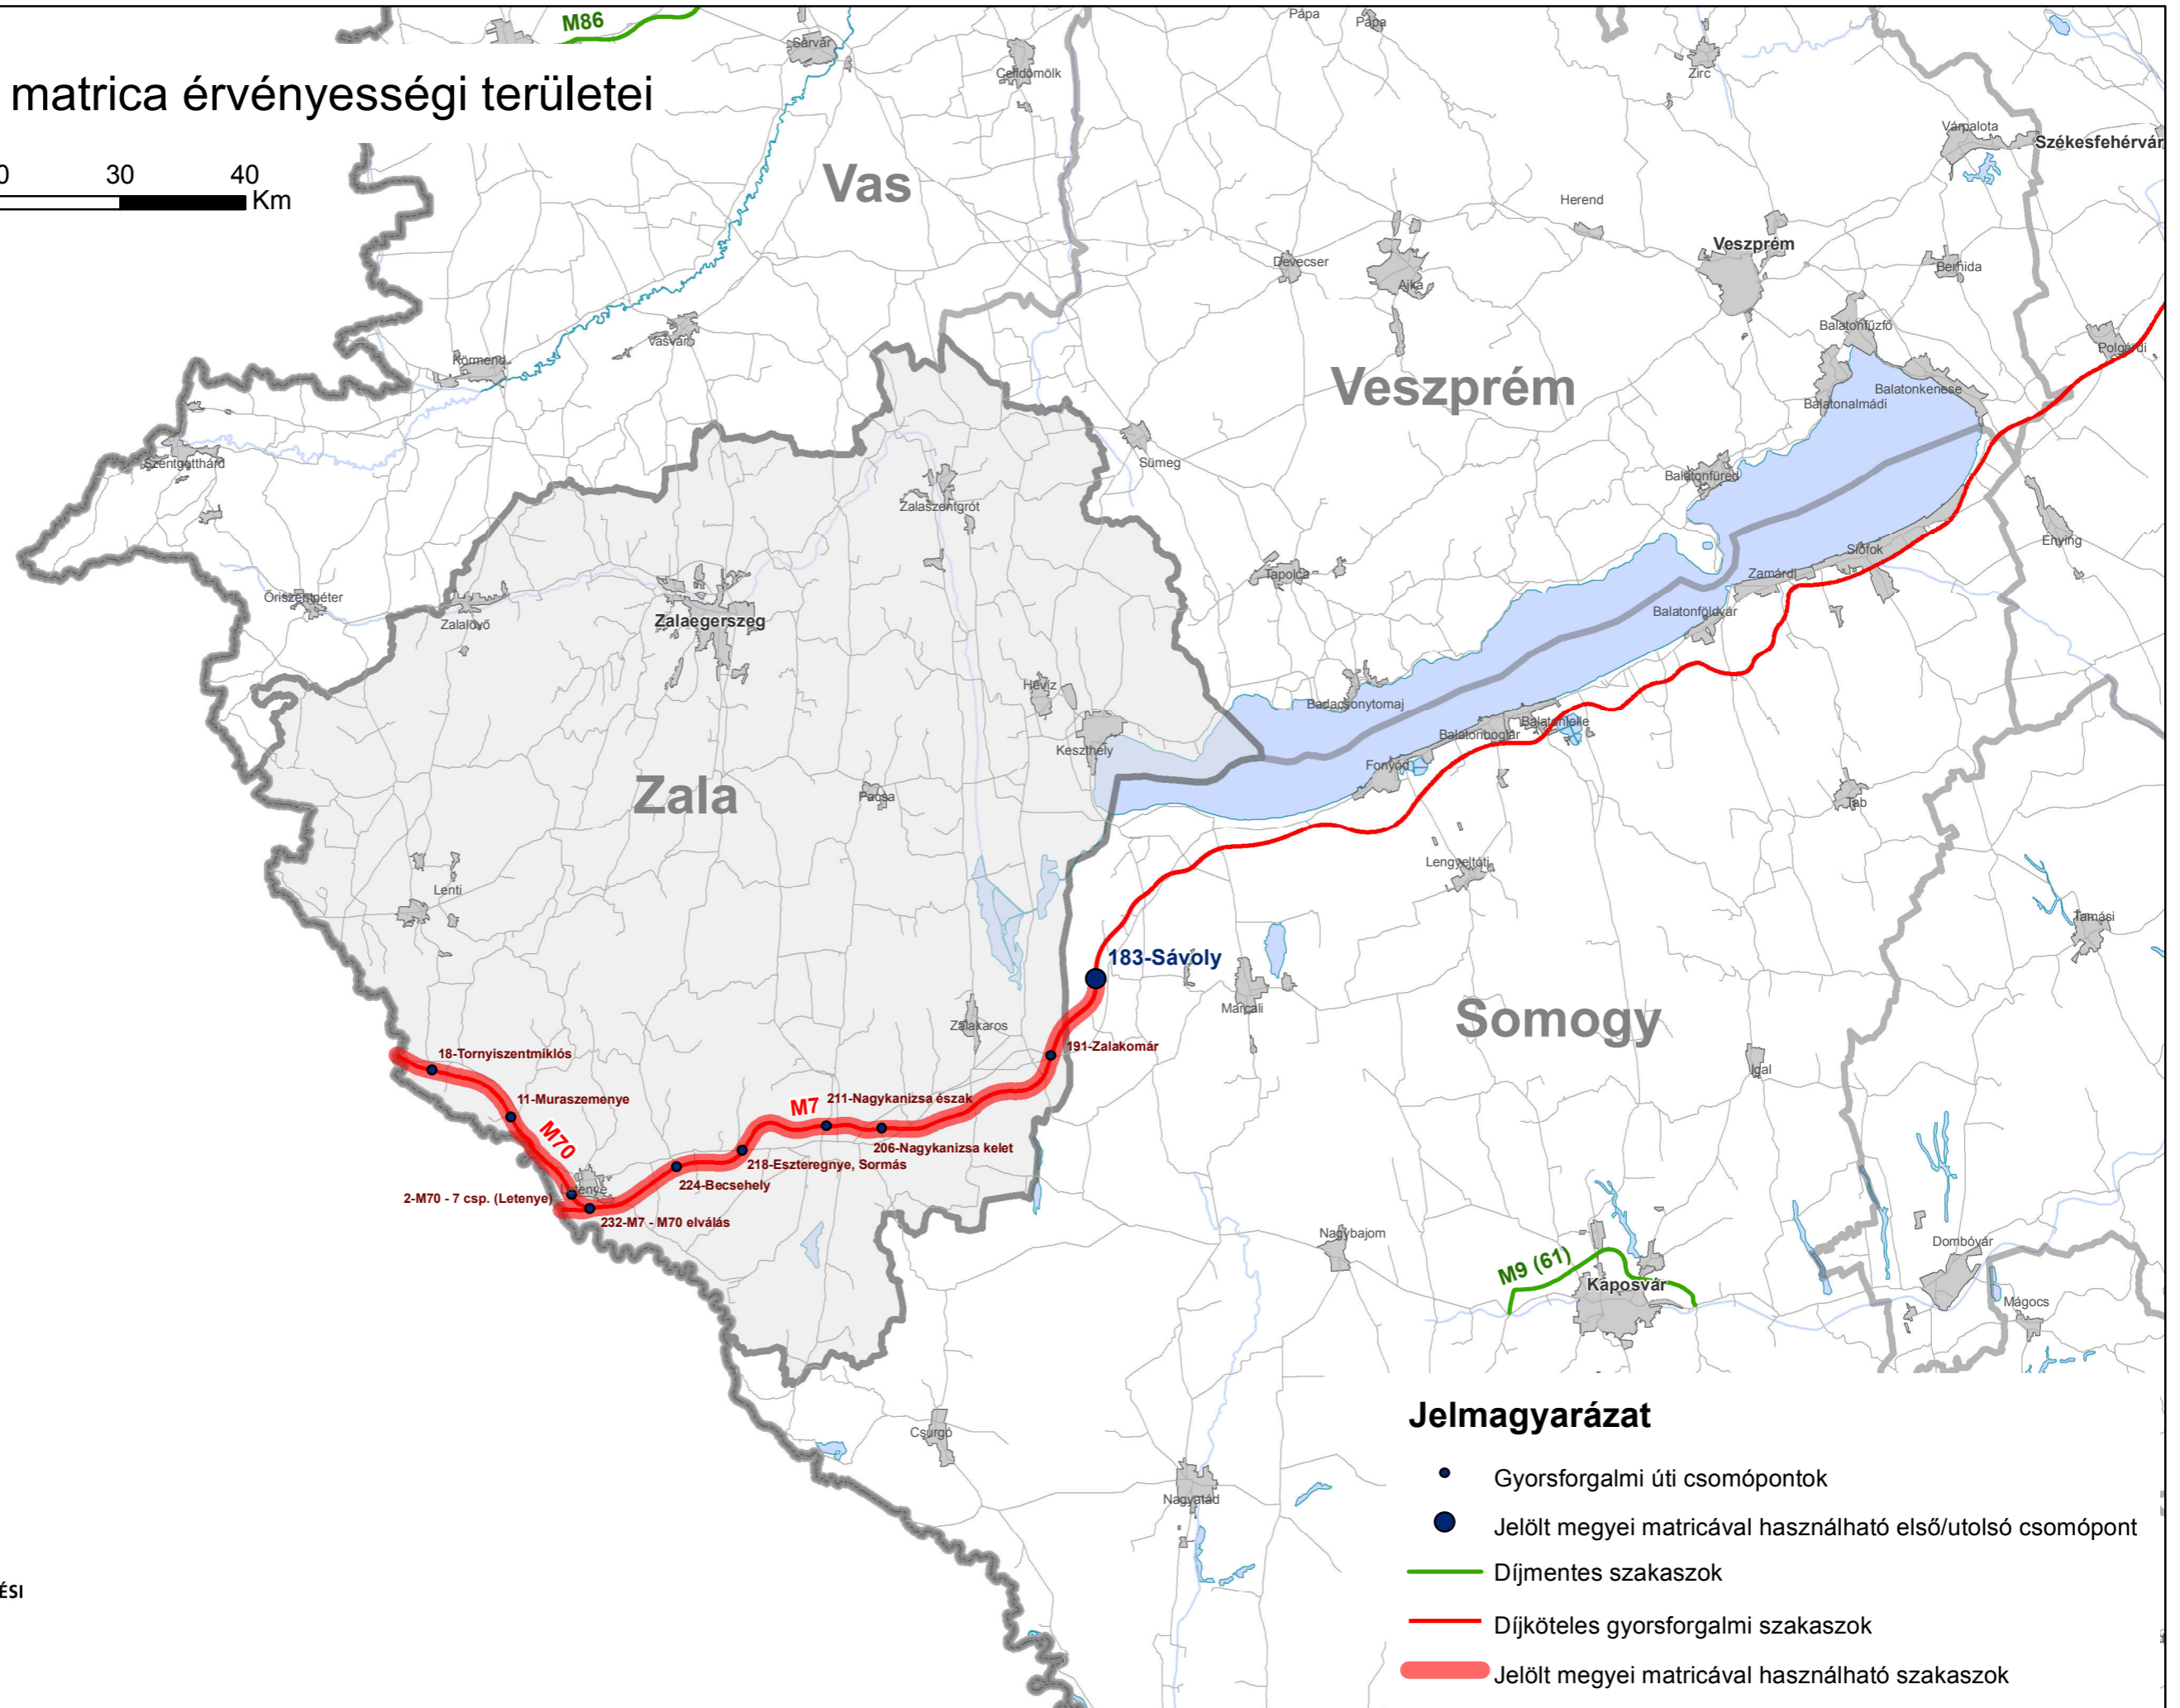 M86
Sárvár
Celldömölk
Pápa
Pápa
Zirc
matrica érvényességi területei
0 30 40
Km
Várpalota
Székesfehérvár
Vas
Herend
Veszprém
Devecser
Ajka
Berhida
Balatonfűzfő
Polgárdi
Vasvár
Körmend
Veszprém
Balatonkenese
Balatonalmádi
Szentgotthárd
Sümeg
Balatonfüred
Zalaszentgrót
Siófok
Enying
Tapolca
Zamárdi
Őriszentpéter
Balatonföldvár
Zalalövő
Zalaegerszeg
Hévíz
Badacsonytomaj
Balatonlelle
Balatonboglár
Keszthely
Fonyód
Zala
Pacsa
Tab
Lengyeltóti
Lenti
Tamási
183-Sávoly
Marcali
Somogy
Zalakaros
191-Zalakomár
18-Tornyiszentmiklós
Igal
11-Muraszemenye
M7
211-Nagykanizsa észak
M70
206-Nagykanizsa kelet
218-Eszteregnye, Sormás
224-Becsehely
Letenye
2-M70 - 7 csp. (Letenye)
232-M7 - M70 elválás
Nagybajom
Dombóvár
M9 (61)
Kaposvár
Mágocs
Csurgó
Nagyatád
Jelmagyarázat
Gyorsforgalmi úti csomópontok
Jelölt megyei matricával használható első/utolsó csomópont
Díjmentes szakaszok
Díjköteles gyorsforgalmi szakaszok
Jelölt megyei matricával használható szakaszok
ÉSI